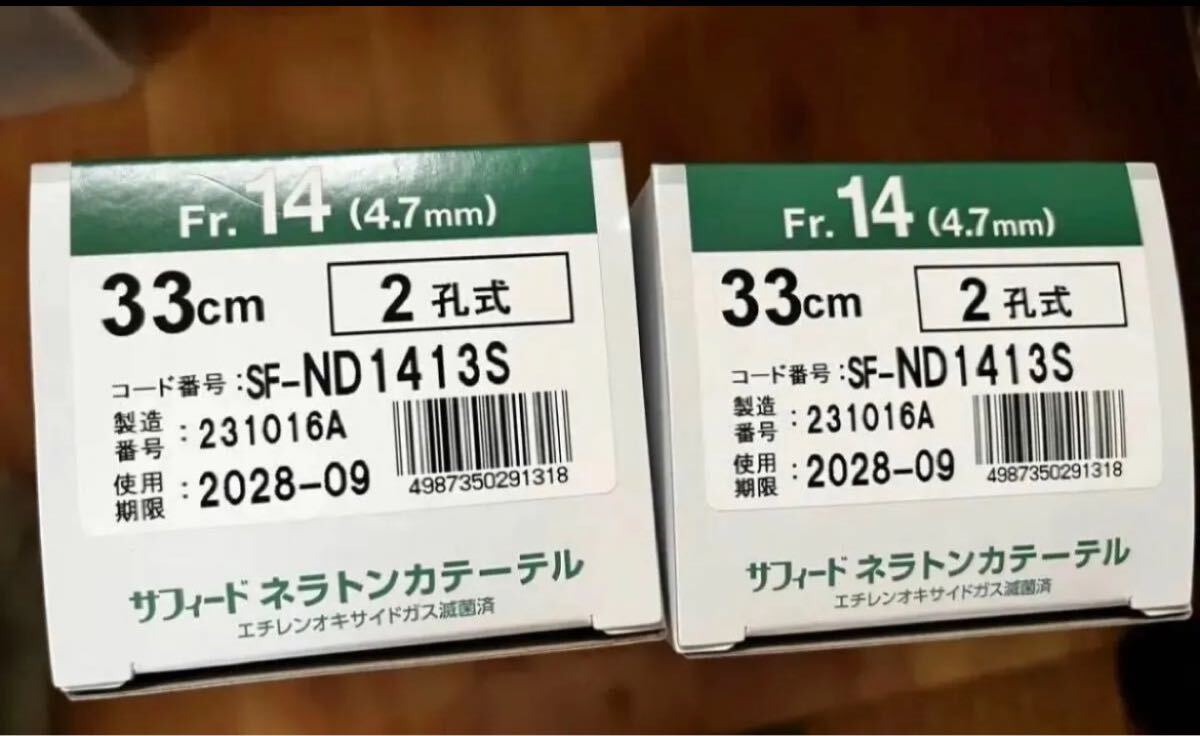 Fr. 14 (4.7mm)
33cm
2 孔式
コード番号:SF-ND1413S
製造番号:231016A
使用期限:2028-09
4987350291318
サフィード ネラトンカテーテル
エチレンオキサイドガス滅菌済
Fr. 14 (4.7mm)
33cm
2 孔式
コード番号:SF-ND1413S
製造番号:231016A
使用期限:2028-09
4987350291318
サフィード ネラトンカテーテル
エチレンオキサイドガス滅菌済